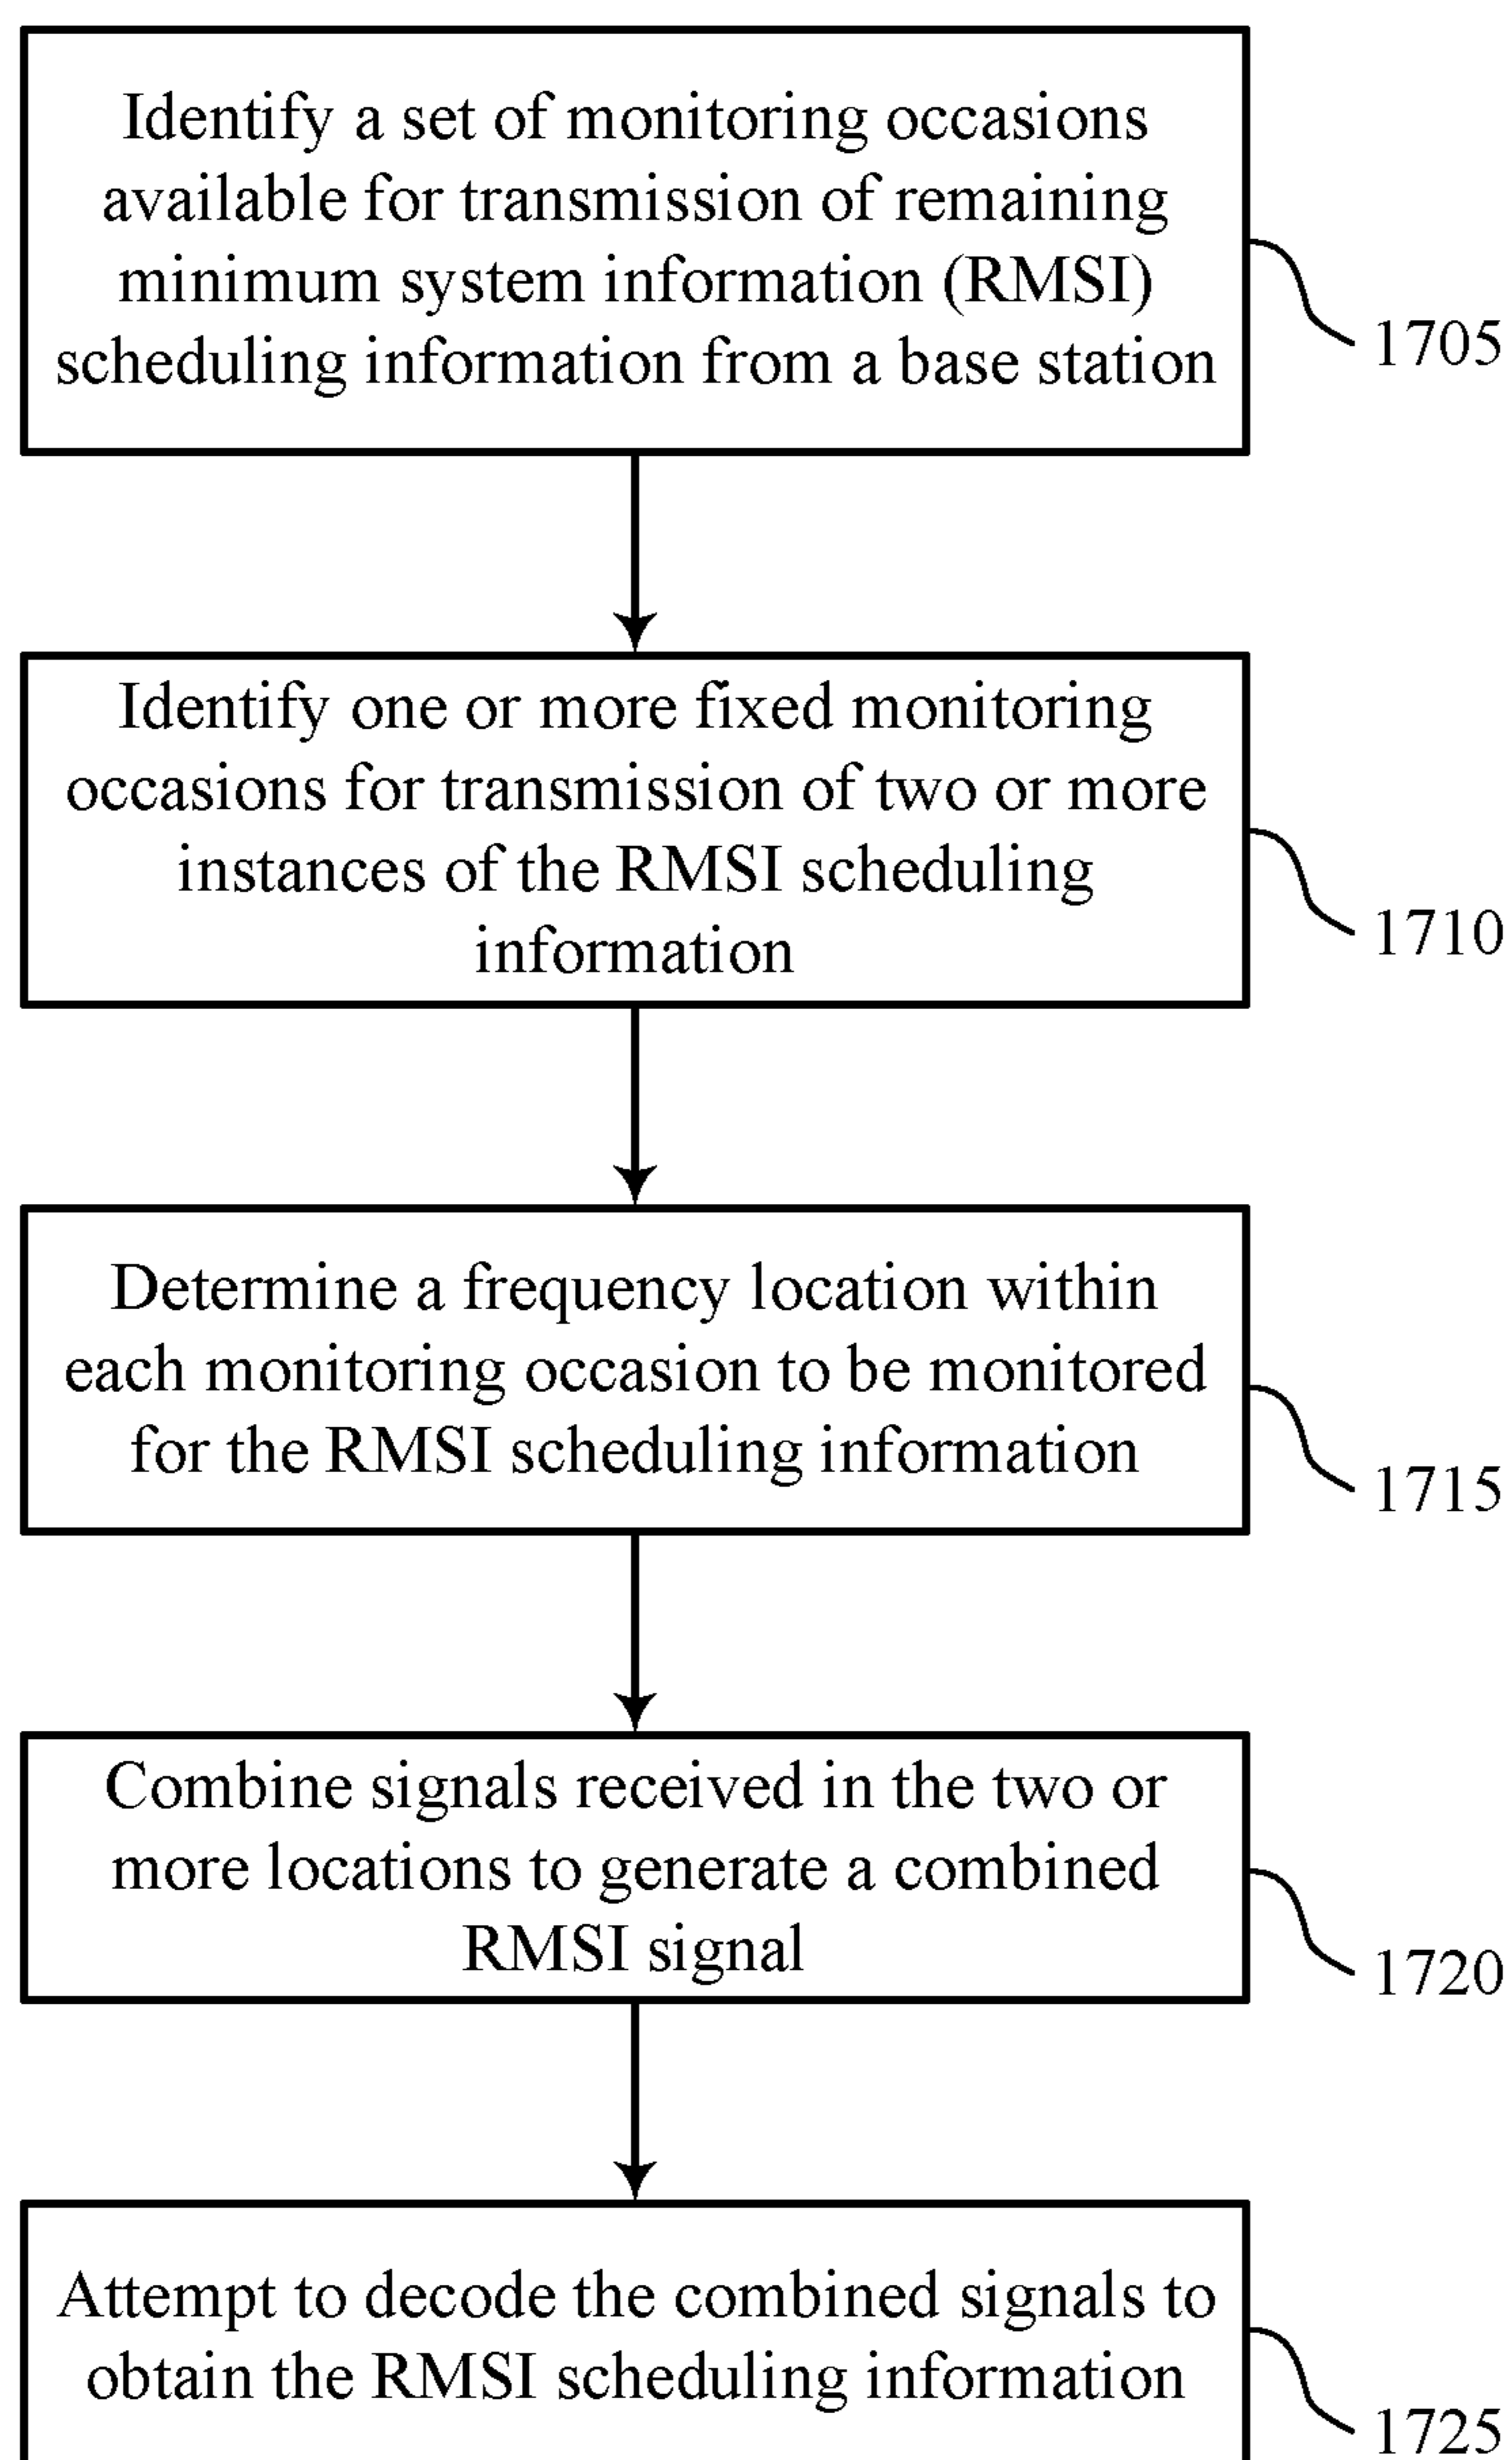 Identify a set of monitoring occasions
available for transmission of remaining
minimum system information (RMSI)
scheduling information from a base station
1705
Identify one or more fixed monitoring
occasions for transmission of two or more
instances of the RMSI scheduling
information
1710
Determine a frequency location within
each monitoring occasion to be monitored
for the RMSI scheduling information
1715
Combine signals received in the two or
more locations to generate a combined
RMSI signal
1720
Attempt to decode the combined signals to
obtain the RMSI scheduling information
1725